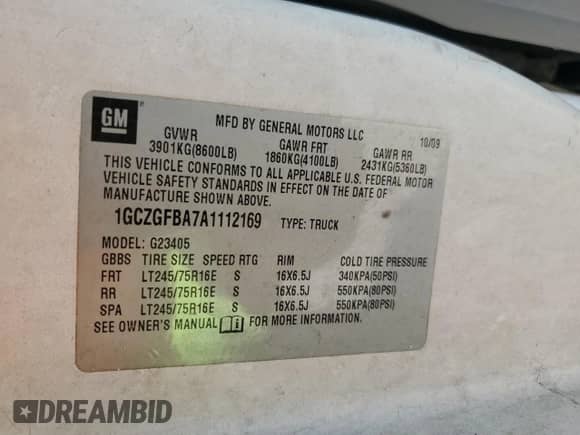 GM
MFD BY GENERAL MOTORS LLC
10/09
GVWR GAWR FRT GAWR RR
3901KG(8600LB) 1860KG(4100LB) 2431KG(5360LB)
THIS VEHICLE CONFORMS TO ALL APPLICABLE U.S. FEDERAL MOTOR
VEHICLE SAFETY STANDARDS IN EFFECT ON THE DATE OF
MANUFACTURE SHOWN ABOVE.
1GCZGFBA7A1112169 TYPE: TRUCK
MODEL: G23405
GBBS TIRE SIZE SPEED RTG RIM COLD TIRE PRESSURE
FRT LT245/75R16E S 16X6.5J 340KPA(50PSI)
RR LT245/75R16E S 16X6.5J 550KPA(80PSI)
SPA LT245/75R16E S 16X6.5J 550KPA(80PSI)
SEE OWNER'S MANUAL FOR MORE INFORMATION.
DREAMBID